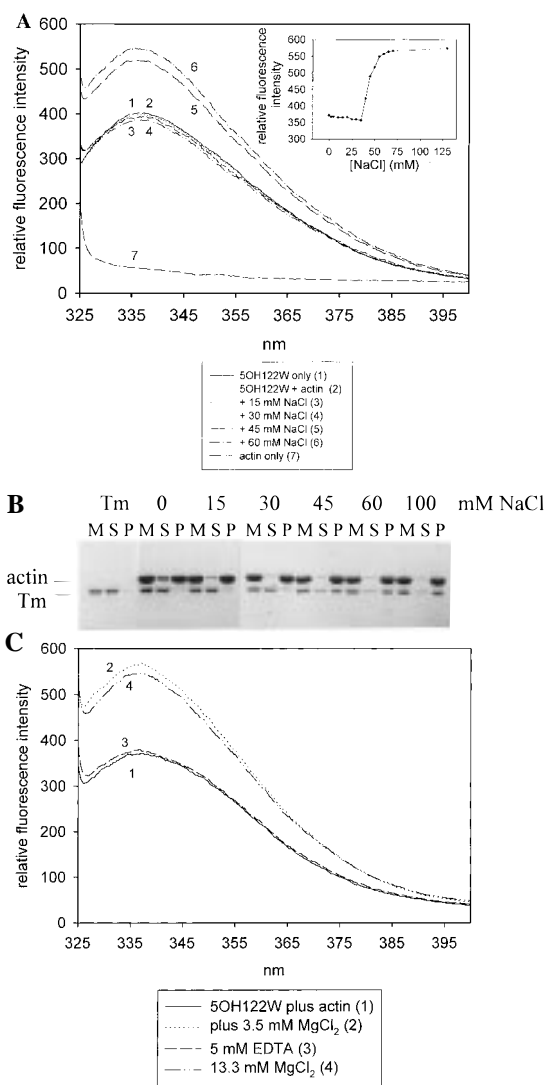 A
relative fluorescence intensity
600
500
400
300
200
100
0
325 335 345 355 365 375 385 395
nm
1 2
3 4
5
6
7
relative fluorescence
intensity
600
550
500
450
400
350
0 25 50 75 100 125
[NaCl] (mM)
5OH122W only (1)
5OH122W + actin (2)
+ 15 mM NaCl (3)
+ 30 mM NaCl (4)
+ 45 mM NaCl (5)
+ 60 mM NaCl (6)
actin only (7)
B
Tm 0 15 30 45 60 100 mM NaCl
M S P M S P M S P M S P M S P M S P M S P
actin
Tm
C
relative fluorescence intensity
600
500
400
300
200
100
0
325 335 345 355 365 375 385 395
nm
2
4
3
1
5OH122W plus actin (1)
plus 3.5 mM MgCl₂ (2)
5 mM EDTA (3)
13.3 mM MgCl₂ (4)